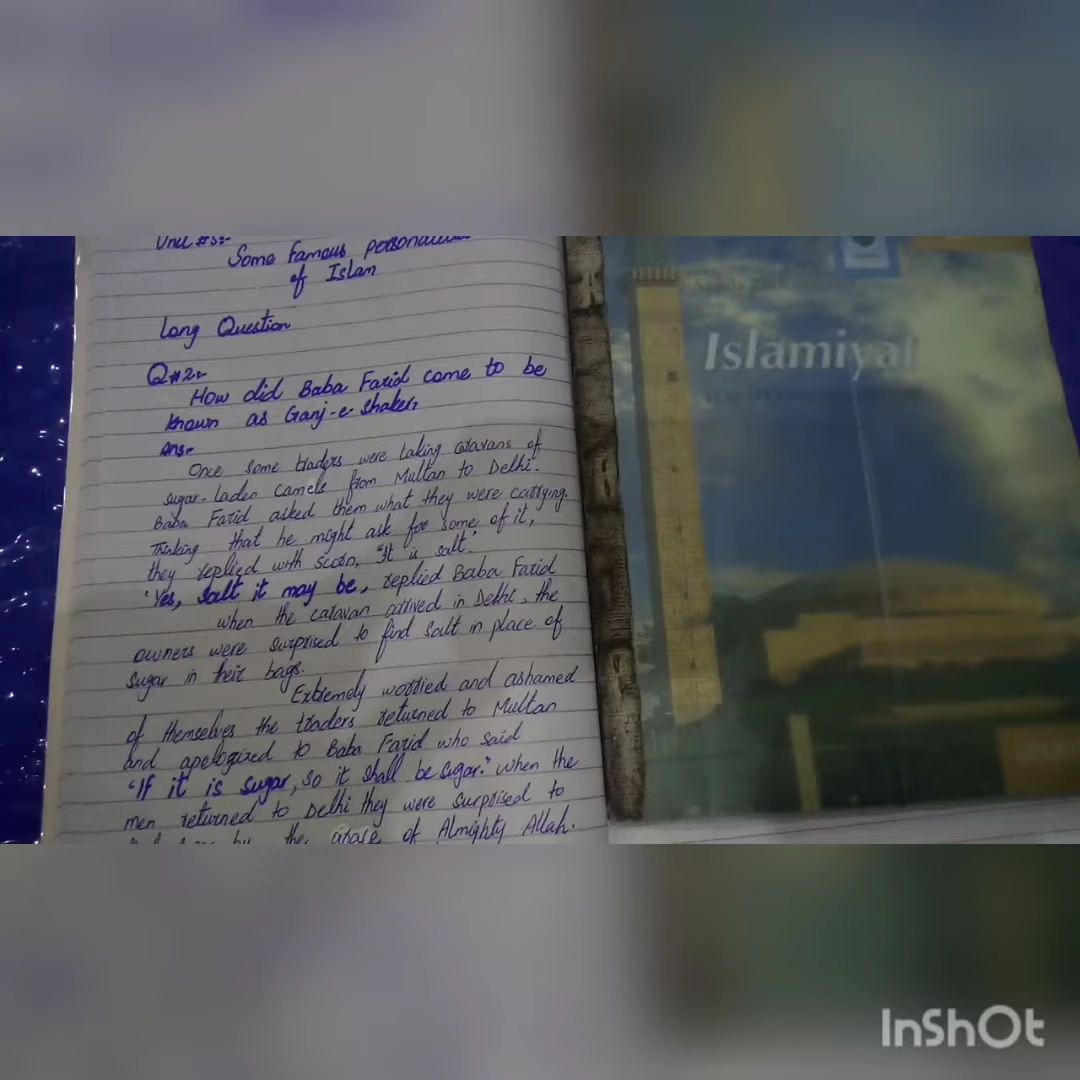 Unit #5:-
Some famous personalities
of Islam
Long Question
Q#2:-
How did Baba Farid came to be
known as Ganj-e-Shaker,
Ans:-
Once some traders were taking caravans of
sugar-laden camels from Multan to Delhi.
Baba Farid asked them what they were carrying.
Thinking that he might ask for some of it,
they replied with scorn, "It is salt."
"Yes, Salt it may be, replied Baba Farid
when the caravan arrived in Delhi, the
owners were surprised to find salt in place of
sugar in their bags.
Extremely worried and ashamed
of themselves the traders returned to Multan
and apologized to Baba Farid who said
"If it is sugar, so it shall be sugar." when the
men returned to Delhi they were surprised to
by the grace of Almighty Allah.
Islamiyat
InShOt